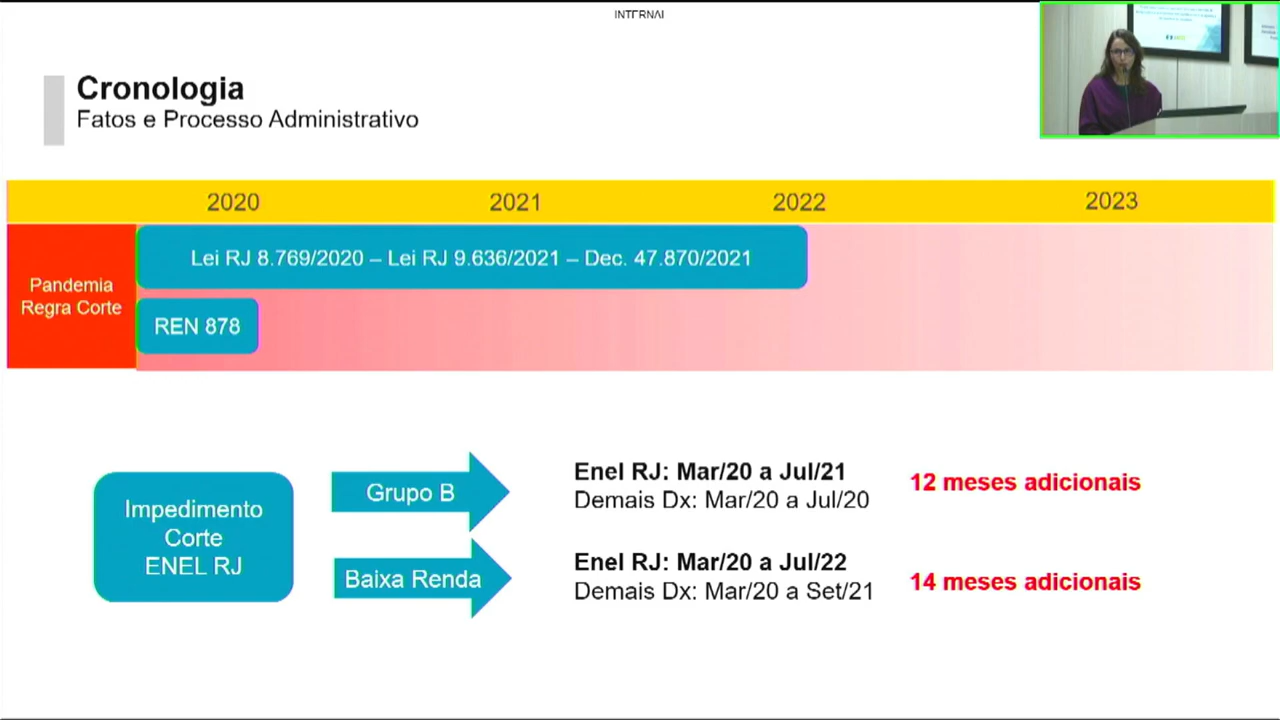 INTERNAL
Cronologia
Fatos e Processo Administrativo
2020 2021 2022 2023
Pandemia
Regra Corte
Lei RJ 8.769/2020 – Lei RJ 9.636/2021 – Dec. 47.870/2021
REN 878
Impedimento
Corte
ENEL RJ
Grupo B
Enel RJ: Mar/20 a Jul/21
Demais Dx: Mar/20 a Jul/20
12 meses adicionais
Baixa Renda
Enel RJ: Mar/20 a Jul/22
Demais Dx: Mar/20 a Set/21
14 meses adicionais